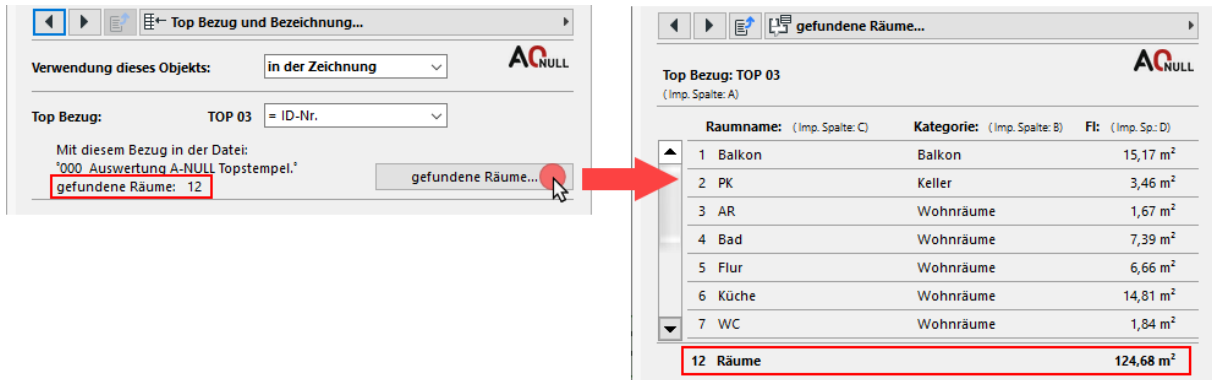 Top Bezug und Bezeichnung...
Verwendung dieses Objekts: in der Zeichnung
A NULL
Top Bezug: TOP 03 = ID-Nr.
Mit diesem Bezug in der Datei:
"000_Auswertung A-NULL Topstempel."
gefundene Räume: 12
gefundene Räume...
gefundene Räume...
A NULL
Top Bezug: TOP 03
( Imp. Spalte: A)
Raumname: ( Imp. Spalte: C) Kategorie: ( Imp. Spalte: B) Fl: ( Imp. Sp.: D)
1 Balkon Balkon 15,17 m²
2 PK Keller 3,46 m²
3 AR Wohnräume 1,67 m²
4 Bad Wohnräume 7,39 m²
5 Flur Wohnräume 6,66 m²
6 Küche Wohnräume 14,81 m²
7 WC Wohnräume 1,84 m²
12 Räume 124,68 m²